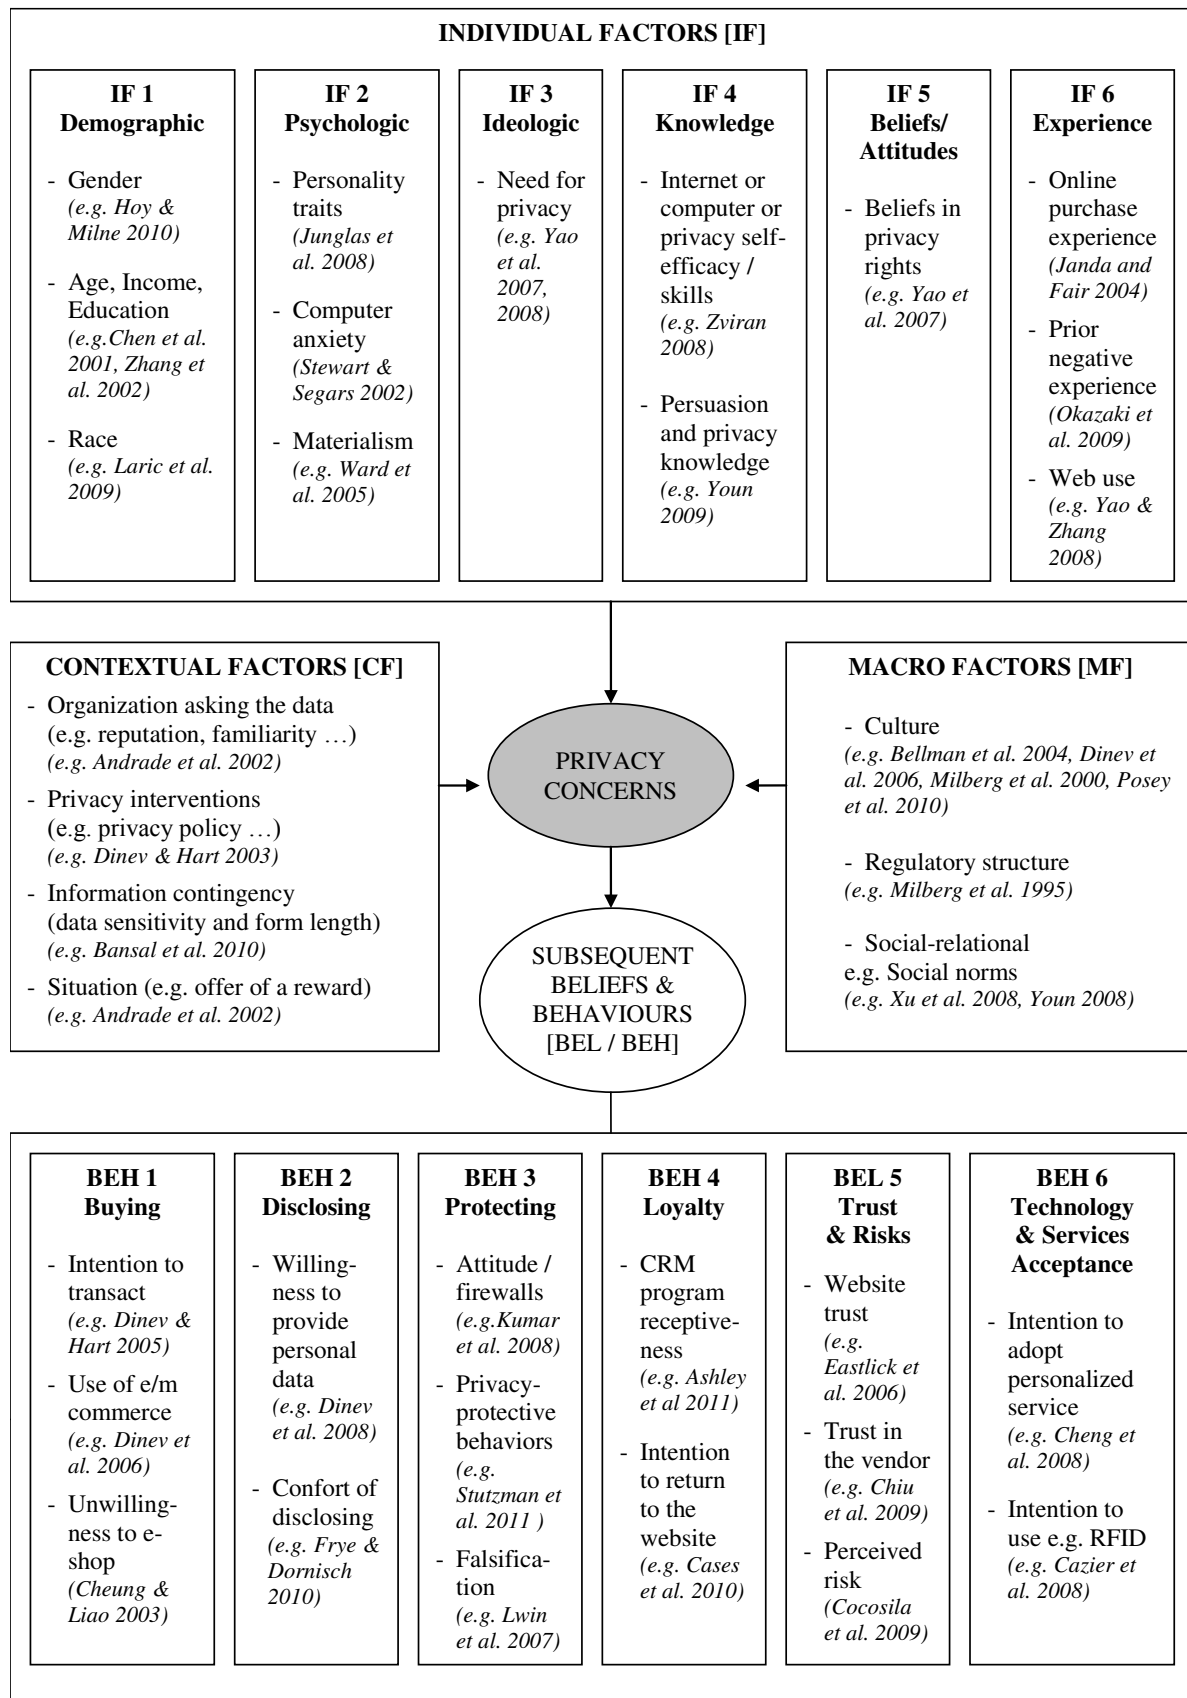 INDIVIDUAL FACTORS [IF]
IF 1
Demographic
- Gender
(e.g. Hoy &
Milne 2010)
- Age, Income,
Education
(e.g.Chen et al.
2001, Zhang et
al. 2002)
- Race
(e.g. Laric et al.
2009)
IF 2
Psychologic
- Personality
traits
(Junglas et
al. 2008)
- Computer
anxiety
(Stewart &
Segars 2002)
- Materialism
(e.g. Ward et
al. 2005)
IF 3
Ideologic
- Need for
privacy
(e.g. Yao
et al.
2007,
2008)
IF 4
Knowledge
- Internet or
computer or
privacy self-
efficacy /
skills
(e.g. Zviran
2008)
- Persuasion
and privacy
knowledge
(e.g. Youn
2009)
IF 5
Beliefs/
Attitudes
- Beliefs in
privacy
rights
(e.g. Yao et
al. 2007)
IF 6
Experience
- Online
purchase
experience
(Janda and
Fair 2004)
- Prior
negative
experience
(Okazaki et
al. 2009)
- Web use
(e.g. Yao &
Zhang
2008)
CONTEXTUAL FACTORS [CF]
- Organization asking the data
(e.g. reputation, familiarity …)
(e.g. Andrade et al. 2002)
- Privacy interventions
(e.g. privacy policy …)
(e.g. Dinev & Hart 2003)
- Information contingency
(data sensitivity and form length)
(e.g. Bansal et al. 2010)
- Situation (e.g. offer of a reward)
(e.g. Andrade et al. 2002)
PRIVACY
CONCERNS
SUBSEQUENT
BELIEFS &
BEHAVIOURS
[BEL / BEH]
MACRO FACTORS [MF]
- Culture
(e.g. Bellman et al. 2004, Dinev et
al. 2006, Milberg et al. 2000, Posey
et al. 2010)
- Regulatory structure
(e.g. Milberg et al. 1995)
- Social-relational
e.g. Social norms
(e.g. Xu et al. 2008, Youn 2008)
BEH 1
Buying
- Intention to
transact
(e.g. Dinev &
Hart 2005)
- Use of e/m
commerce
(e.g. Dinev et
al. 2006)
- Unwilling-
ness to e-
shop
(Cheung &
Liao 2003)
BEH 2
Disclosing
- Willing-
ness to
provide
personal
data
(e.g. Dinev
et al. 2008)
- Confort of
disclosing
(e.g. Frye &
Dornisch
2010)
BEH 3
Protecting
- Attitude /
firewalls
(e.g.Kumar
et al. 2008)
- Privacy-
protective
behaviors
(e.g.
Stutzman et
al. 2011 )
- Falsifica-
tion
(e.g. Lwin
et al. 2007)
BEH 4
Loyalty
- CRM
program
receptive-
ness
(e.g. Ashley
et al 2011)
- Intention
to return
to the
website
(e.g. Cases
et al. 2010)
BEL 5
Trust
& Risks
- Website
trust
(e.g.
Eastlick et
al. 2006)
- Trust in
the vendor
(e.g. Chiu
et al. 2009)
- Perceived
risk
(Cocosila
et al. 2009)
BEH 6
Technology
& Services
Acceptance
- Intention to
adopt
personalized
service
(e.g. Cheng et
al. 2008)
- Intention to
use e.g. RFID
(e.g. Cazier et
al. 2008)